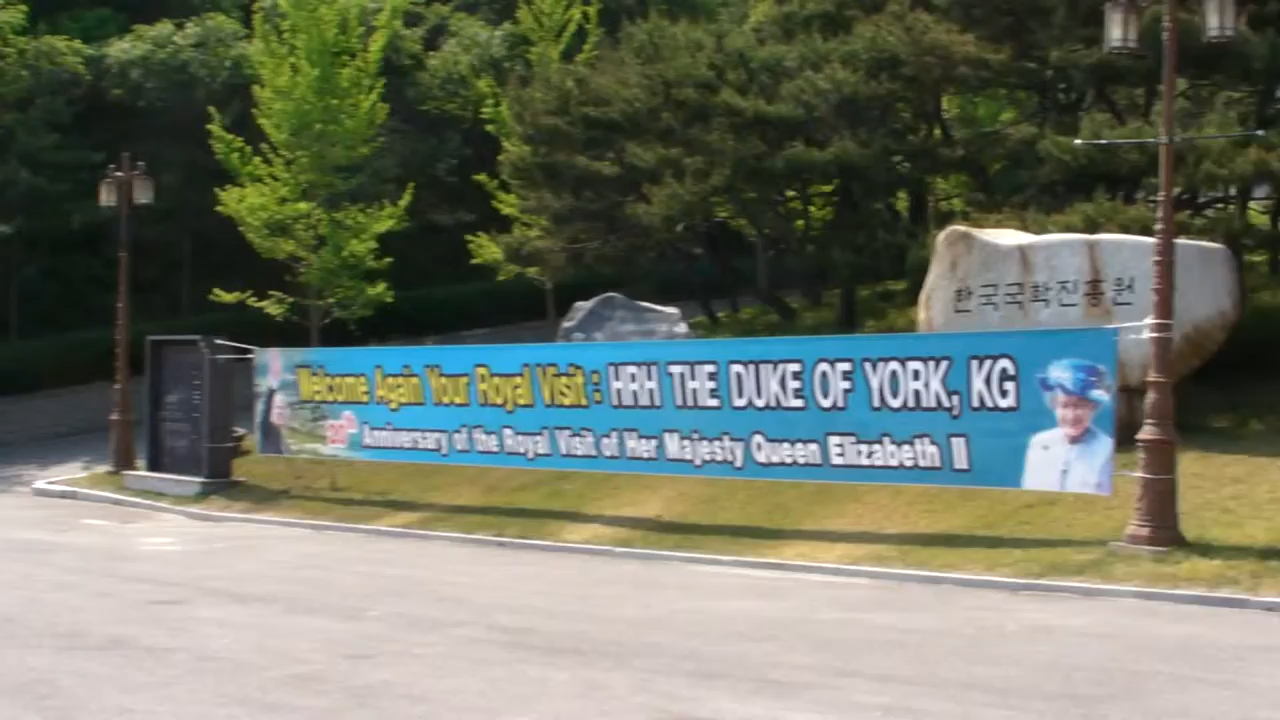 한국국학진흥원
Welcome Again Your Royal Visit : HRH THE DUKE OF YORK, KG
20th Anniversary of the Royal Visit of Her Majesty Queen Elizabeth II